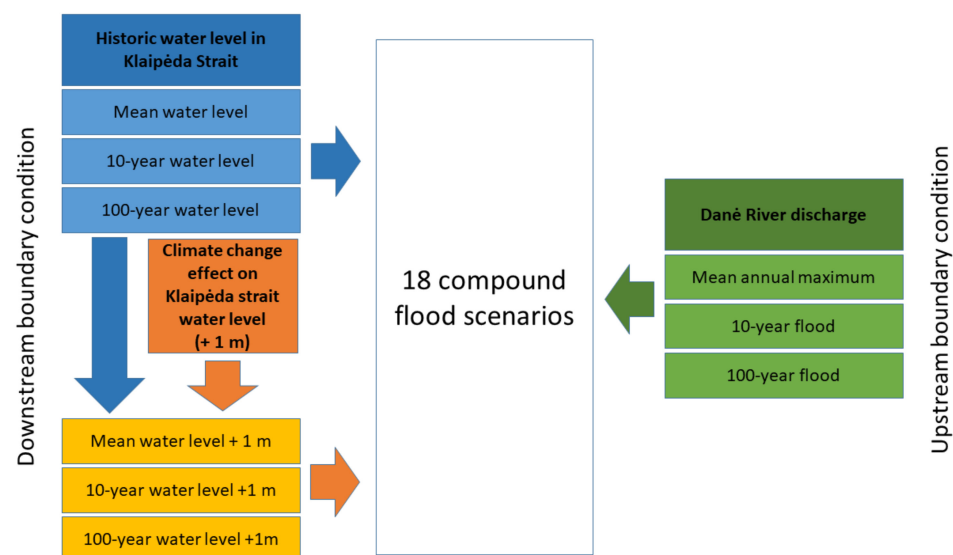 Downstream boundary condition
Historic water level in
Klaipėda Strait
Mean water level
10-year water level
100-year water level
Climate change
effect on
Klaipėda strait
water level
(+ 1 m)
Mean water level + 1 m
10-year water level +1 m
100-year water level +1m
18 compound
flood scenarios
Danė River discharge
Mean annual maximum
10-year flood
100-year flood
Upstream boundary condition